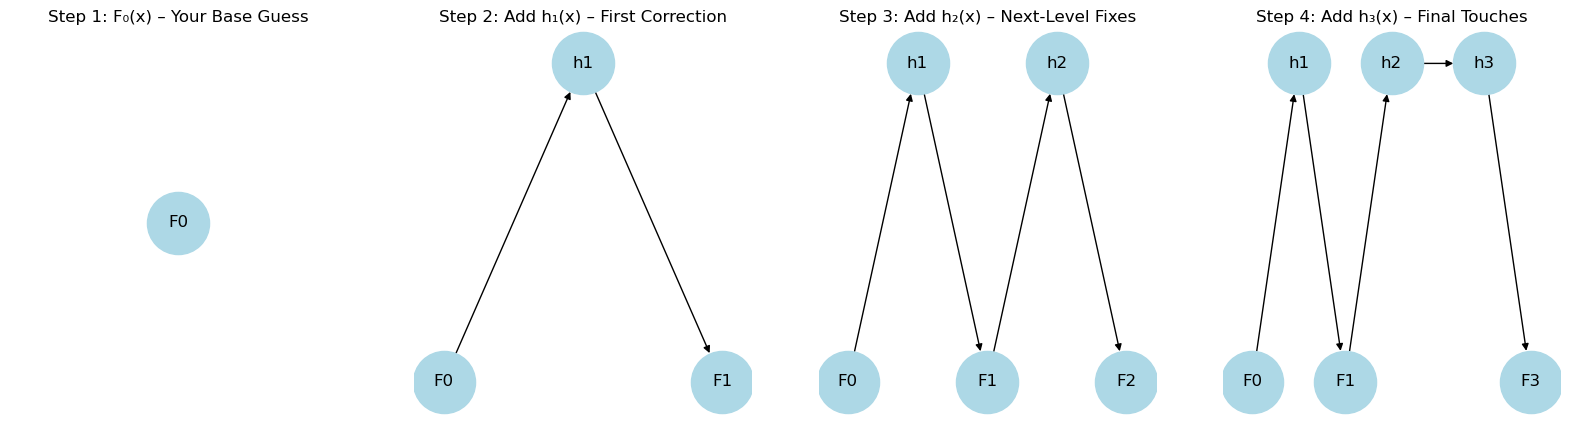 Step 1: F₀(x) – Your Base Guess
F0
Step 2: Add h₁(x) – First Correction
h1
F0
F1
Step 3: Add h₂(x) – Next-Level Fixes
h1
h2
F0
F1
F2
Step 4: Add h₃(x) – Final Touches
h1
h2
h3
F0
F1
F3